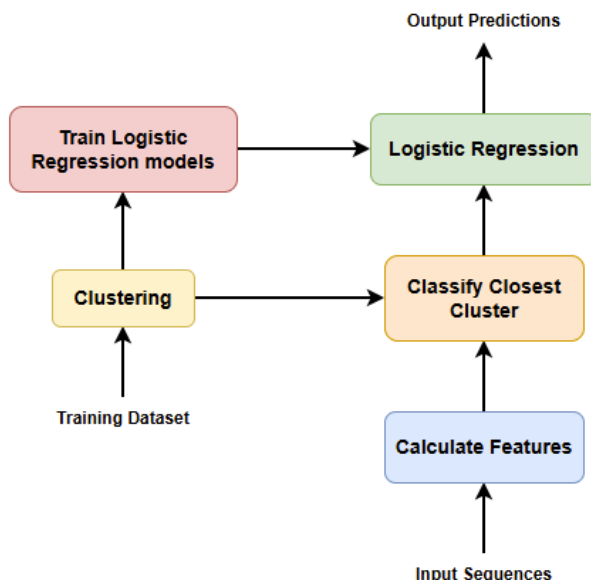 Output Predictions
Train Logistic
Regression models
Logistic Regression
Clustering
Classify Closest
Cluster
Training Dataset
Calculate Features
Input Sequences